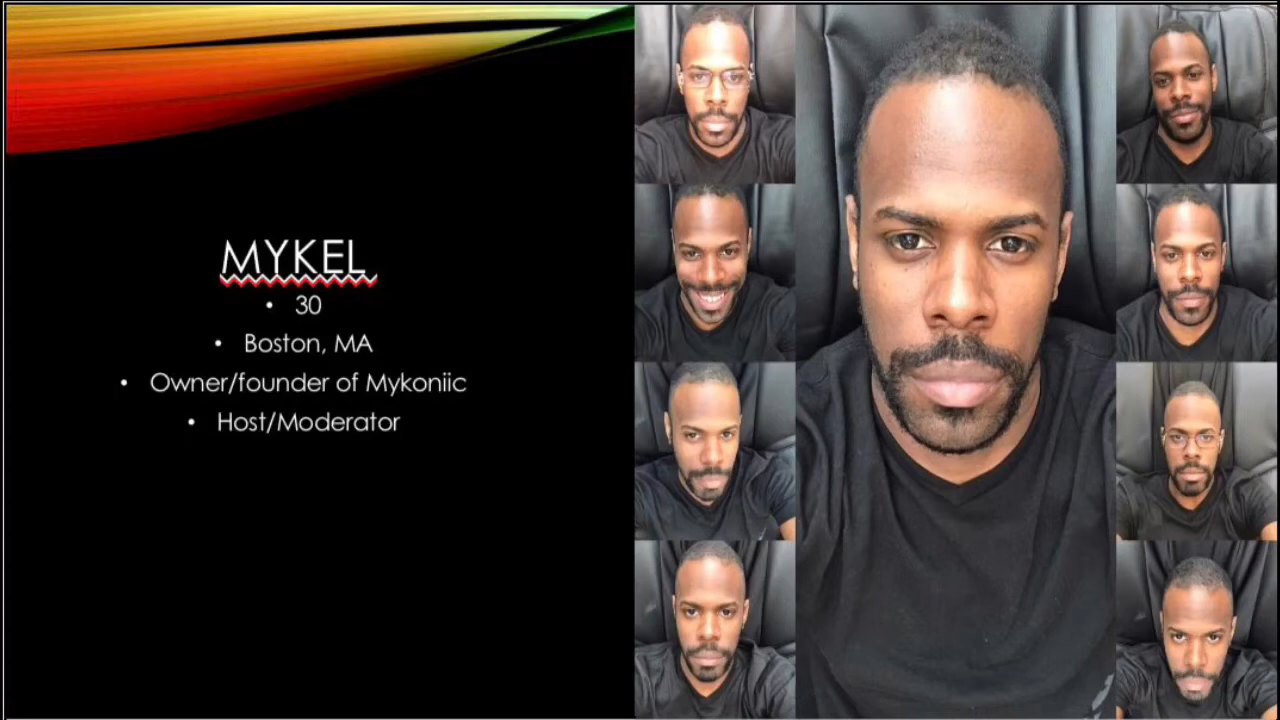 MYKEL
• 30
• Boston, MA
• Owner/founder of Mykoniic
• Host/Moderator